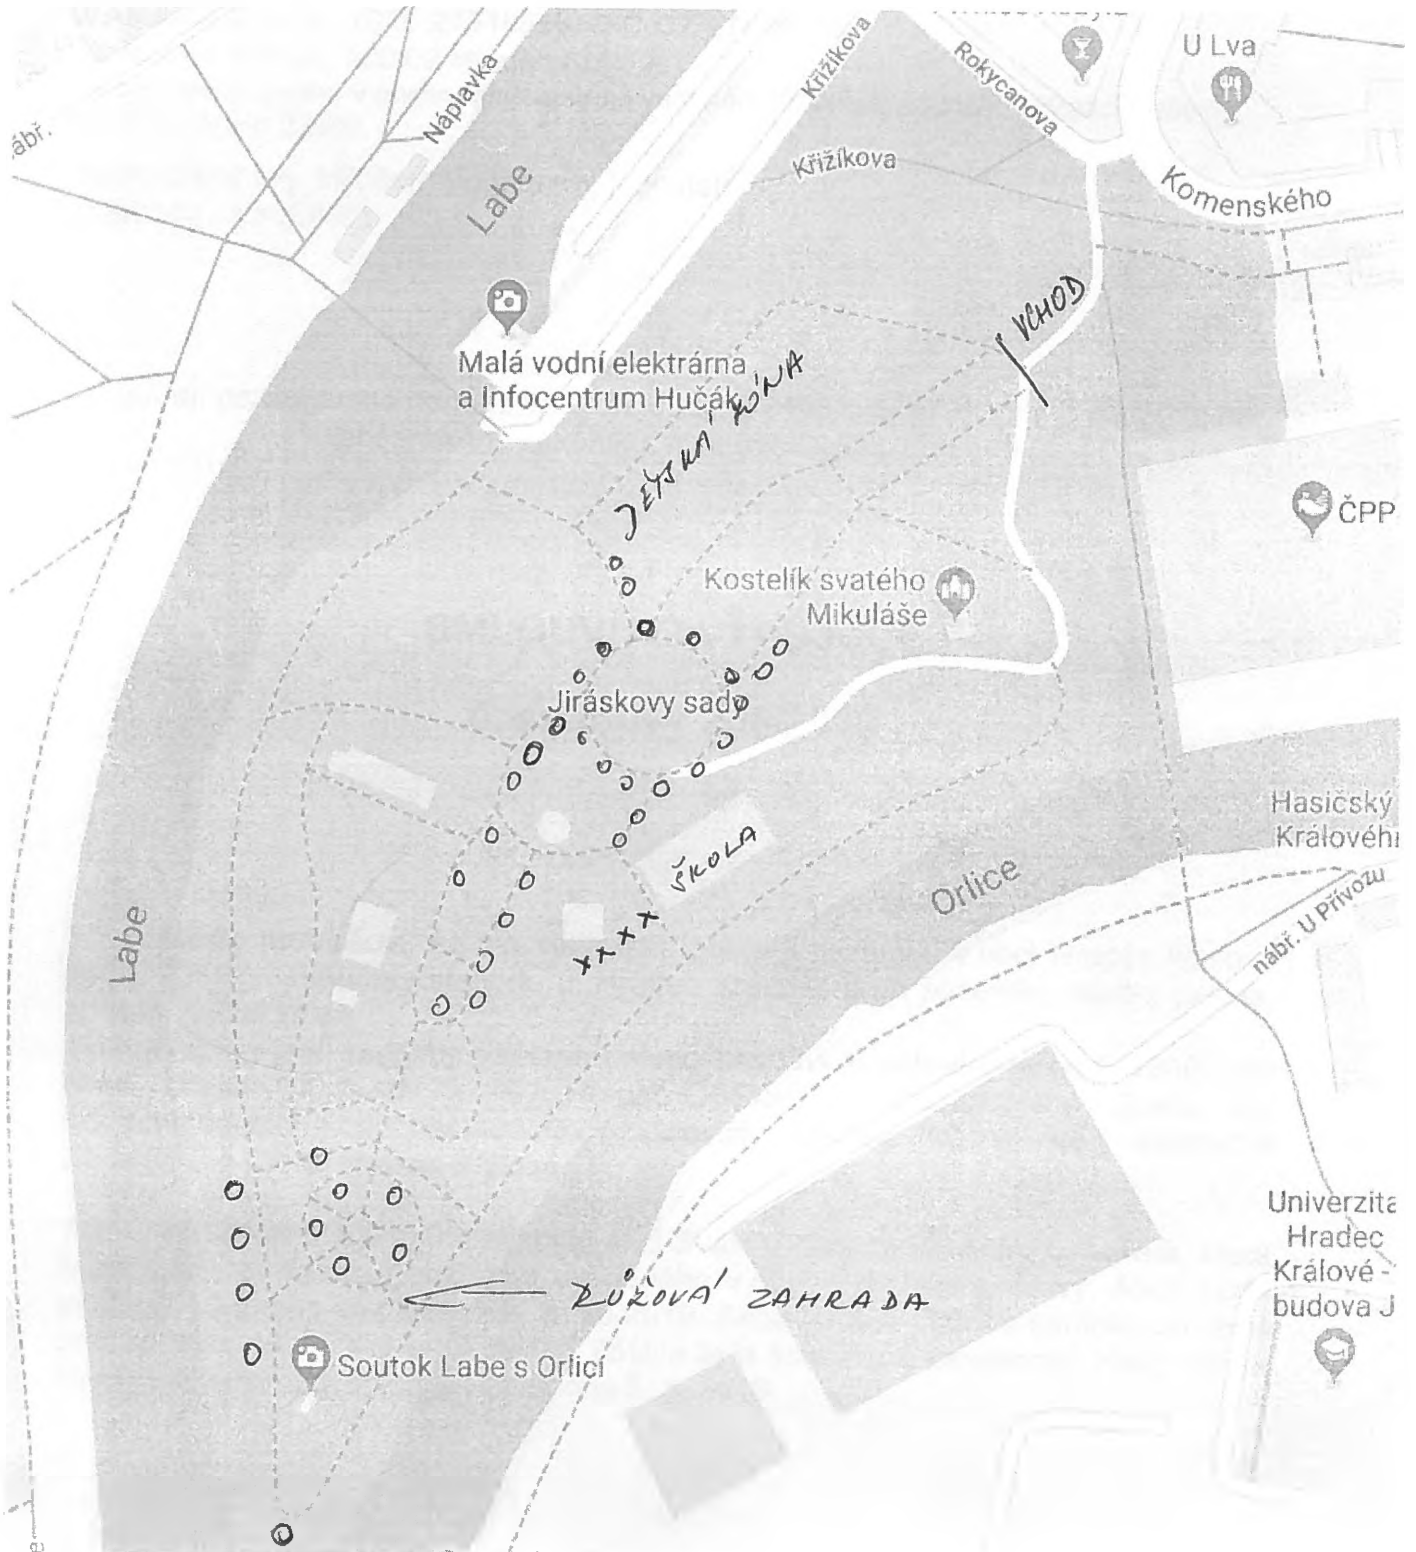 U Lva
Křižíkova
Rokycanova
Náplavka
nábř.
Křižíkova
Labe
Komenského
VCHOD
Malá vodní elektrárna
a Infocentrum Hučák
DĚTSKÁ ZÓNA
ČPP
Kostelík svatého
Mikuláše
Jiráskovy sady
Hasičský
Královéh
ŠKOLA
Orlice
nábř. U Přívozu
Labe
x x x x
Univerzita
Hradec
Králové -
budova J
RŮŽOVÁ ZAHRADA
Soutok Labe s Orlicí